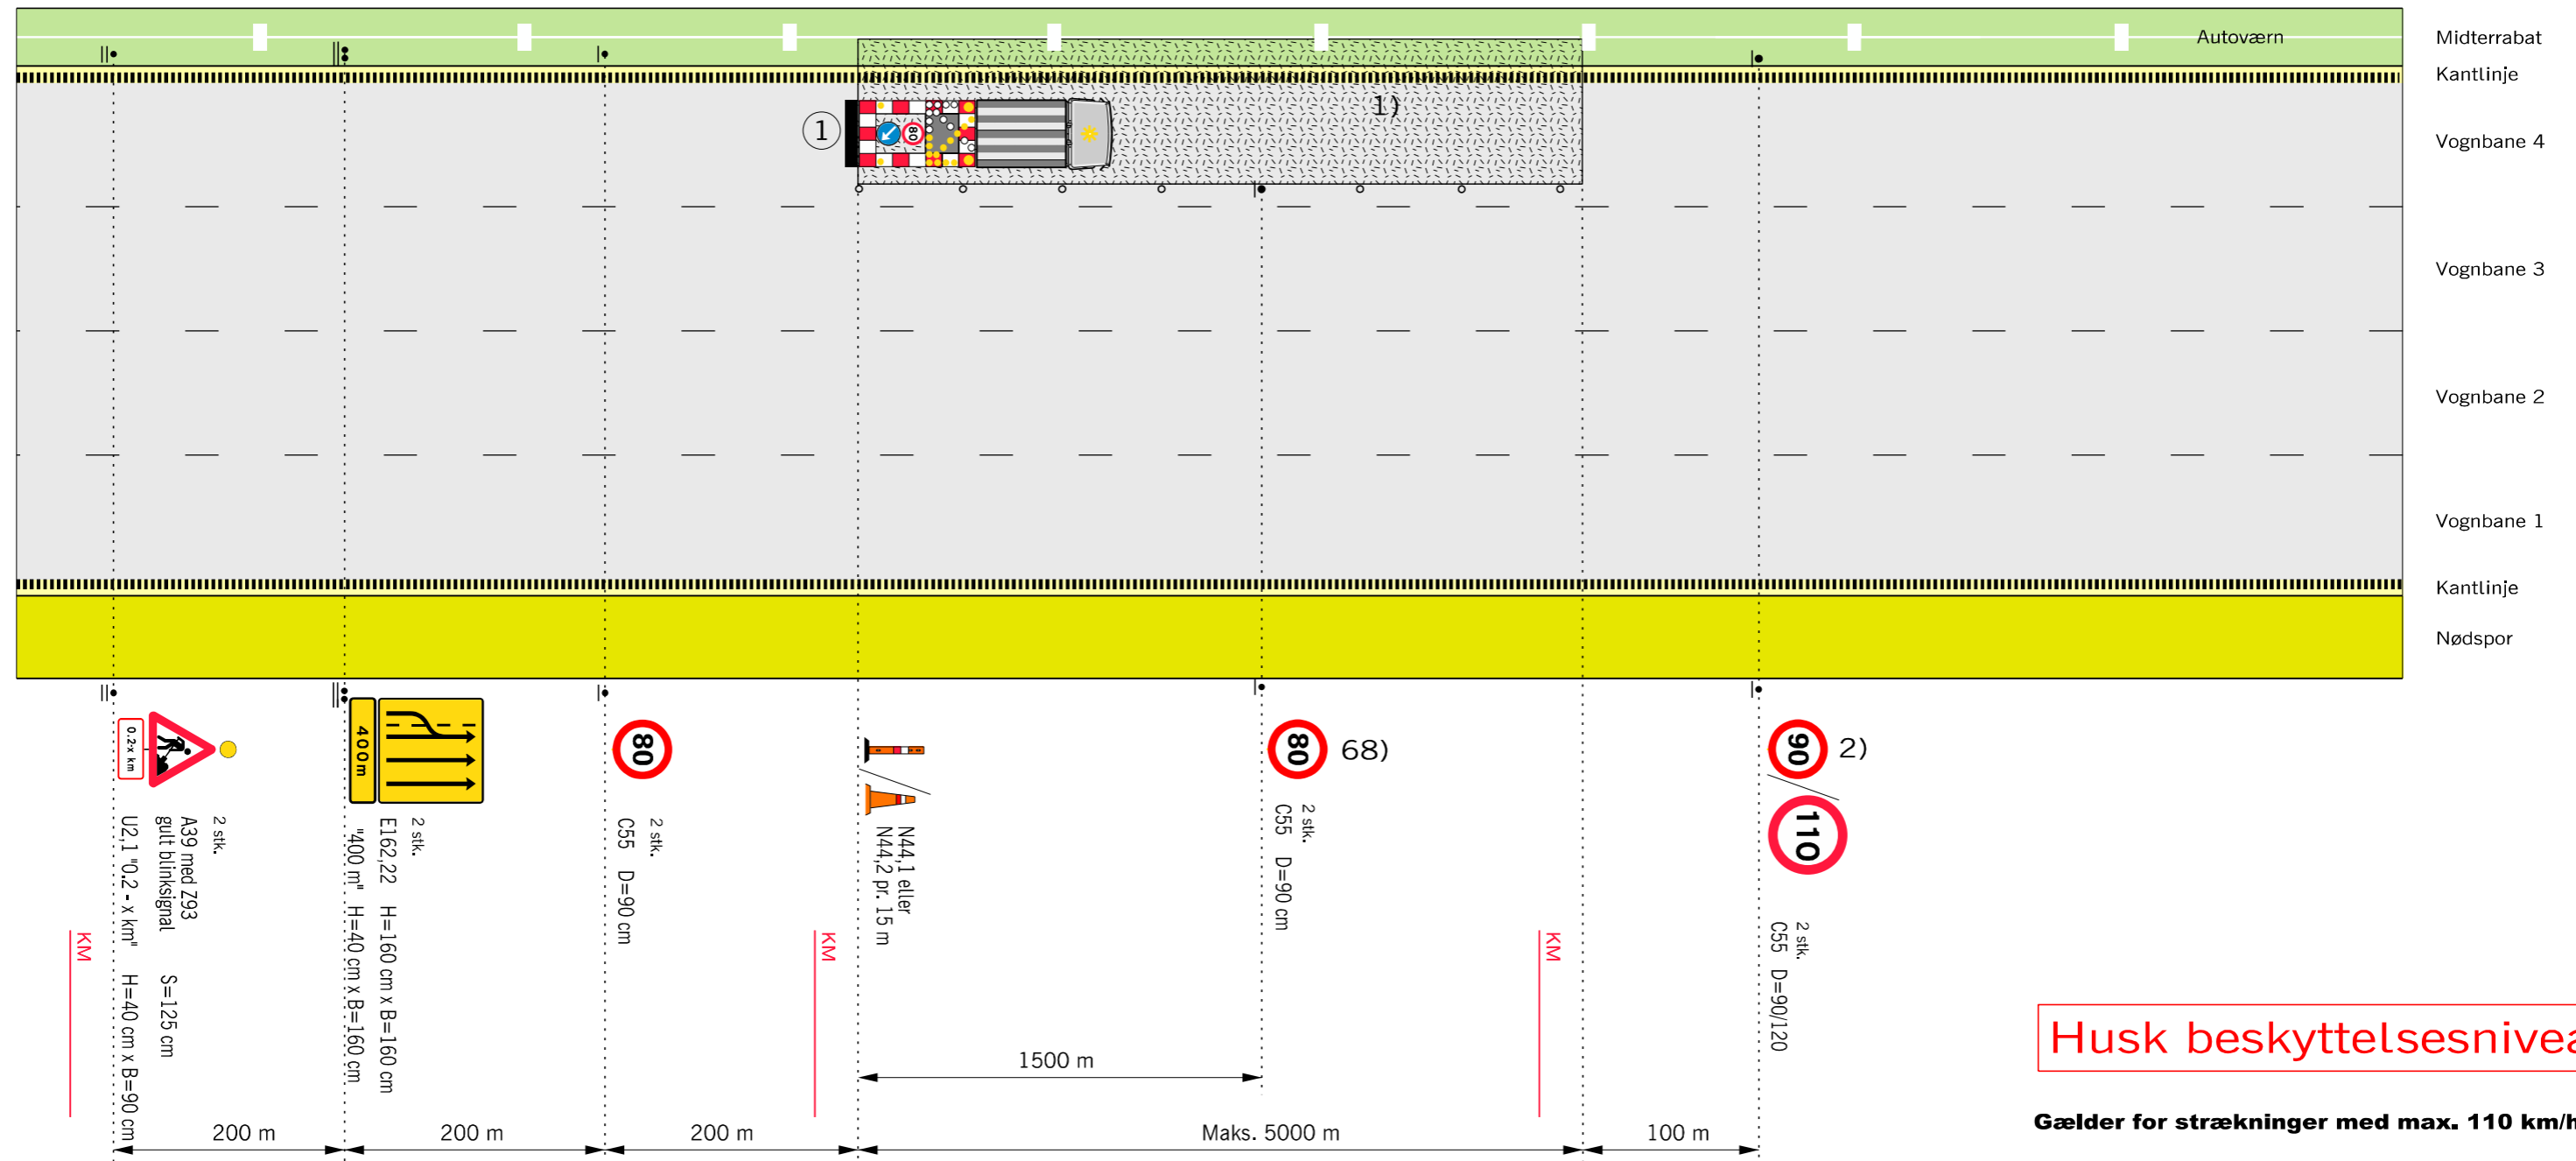 Autoværn
Midterrabat
Kantlinje
Vognbane 4
Vognbane 3
Vognbane 2
Vognbane 1
Kantlinje
Nødspor
1
80
1)
0.2-x km
2 stk.
A39 med Z93
gult blinksignal S=125 cm
U2,1 "0.2 - x km" H=40 cm x B=90 cm
400m
2 stk.
E162,22 H=160 cm x B=160 cm
"400 m" H=40 cm x B=160 cm
80
2 stk.
C55 D=90 cm
N44,1 eller
N44,2 pr. 15 m
80
68)
2 stk.
C55 D=90 cm
90
2)
110
2 stk.
C55 D=90/120
KM
KM
KM
1500 m
200 m
200 m
200 m
Maks. 5000 m
100 m
Husk beskyttelsesnivea
Gælder for strækninger med max. 110 km/h